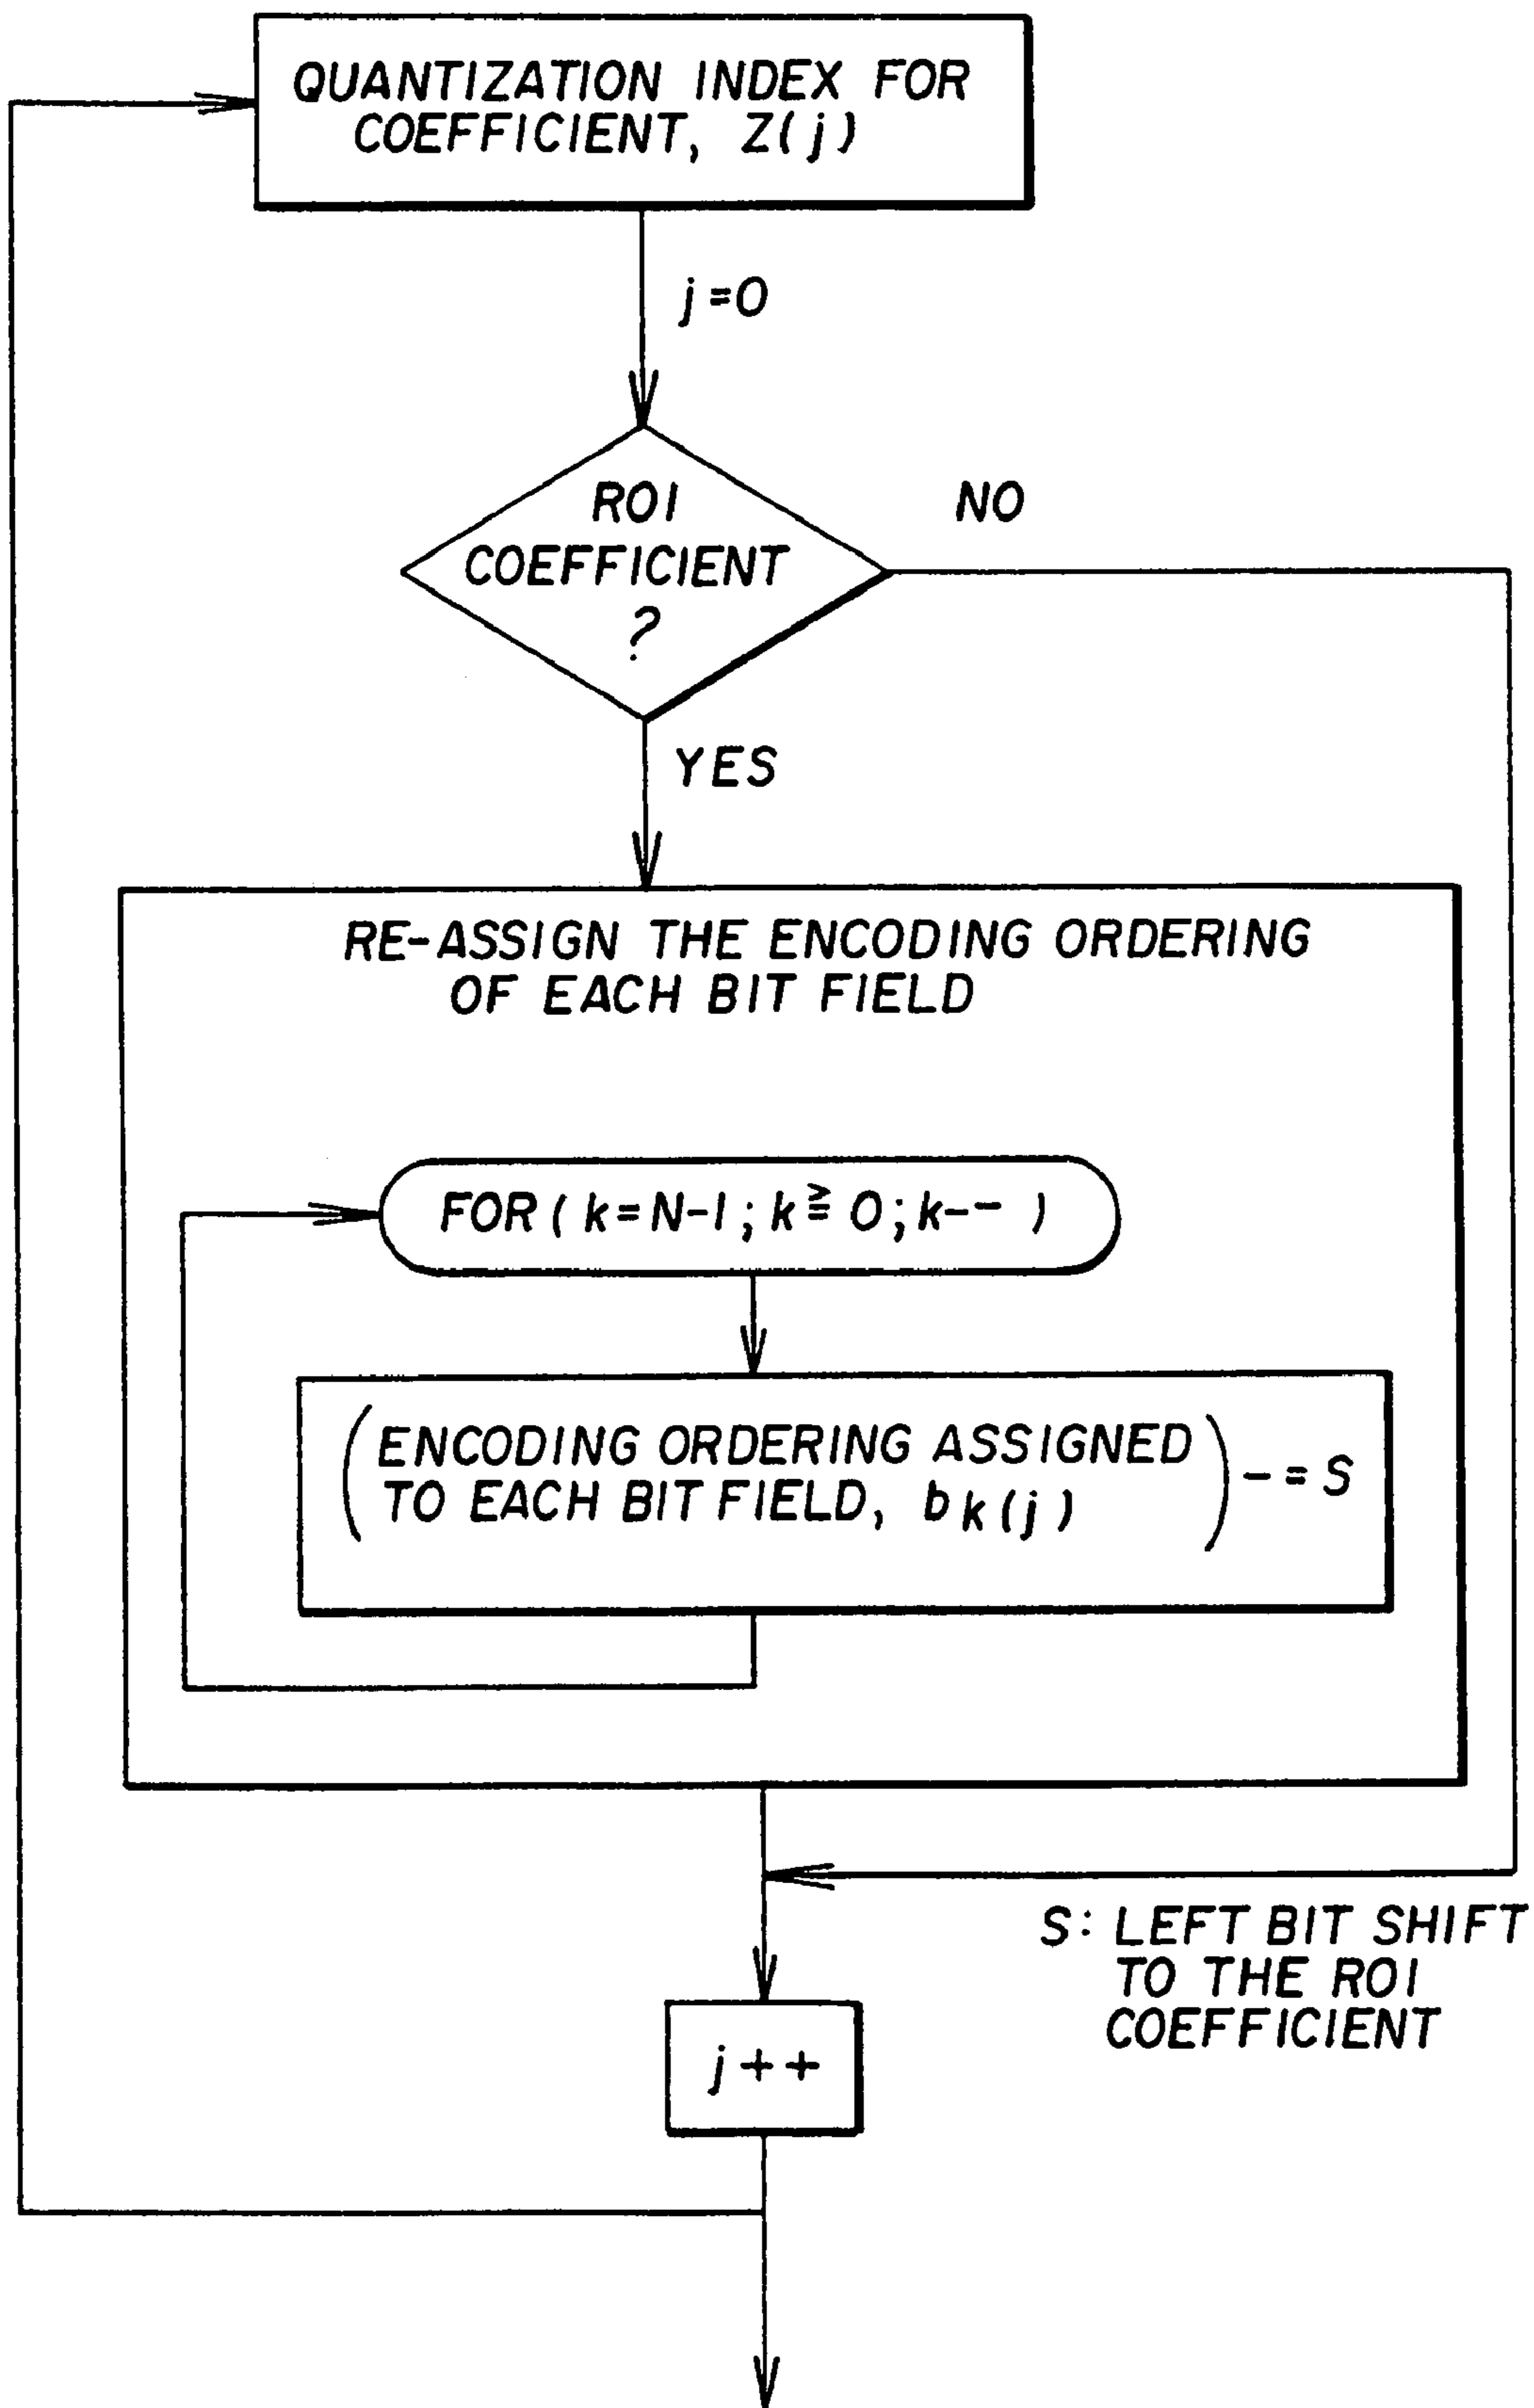 QUANTIZATION INDEX FOR
COEFFICIENT, Z(j)
j=0
ROI
COEFFICIENT
?
NO
YES
RE-ASSIGN THE ENCODING ORDERING
OF EACH BIT FIELD
FOR ( k=N-1 ; k≧0 ; k-- )
(ENCODING ORDERING ASSIGNED
TO EACH BIT FIELD, bk(j)) -=S
S: LEFT BIT SHIFT
TO THE ROI
COEFFICIENT
j++